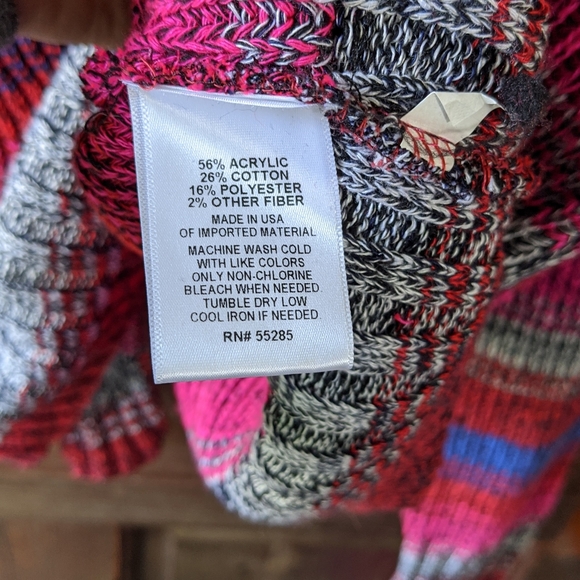 56% ACRYLIC
26% COTTON
16% POLYESTER
2% OTHER FIBER
MADE IN USA
OF IMPORTED MATERIAL
MACHINE WASH COLD
WITH LIKE COLORS
ONLY NON-CHLORINE
BLEACH WHEN NEEDED
TUMBLE DRY LOW
COOL IRON IF NEEDED
RN# 55285